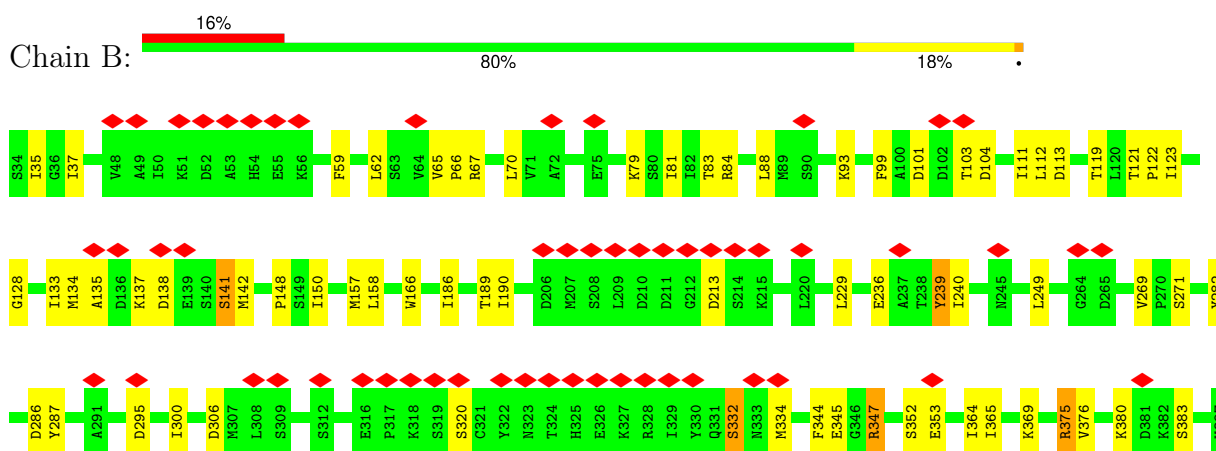 16%
Chain B:
80% 18% •
S34 I35 G36 I37 V48 A49 I50 K51 D52 A53 H54 E55 K56 F59 L62 S63 V64 V65 P66 R67 L70 V71 A72 E75 K79 S80 I81 I82 T83 R84 L88 M89 S90 K93 F99 A100 D101 D102 T103 D104 I111 L112 D113 T119 L120 T121 P122 I123
G128 I133 M134 A135 D136 K137 D138 E139 S140 S141 M142 P148 S149 I150 M157 L158 W166 I186 T189 I190 D206 N207 S208 L209 D210 D211 G212 D213 S214 K215 L220 L229 E236 A237 T238 Y239 I240 N245 L249 G264 D265 V269 P270 S271
D286 Y287 A291 D295 I300 D306 M307 L308 S309 S312 E316 P317 K318 S319 S320 C321 Y322 N323 T324 H325 E326 K327 R328 I329 Y330 Q331 S332 N333 M334 F344 E345 G346 R347 S352 E353 I364 I365 K369 R375 V376 K380 D381 K382 S383